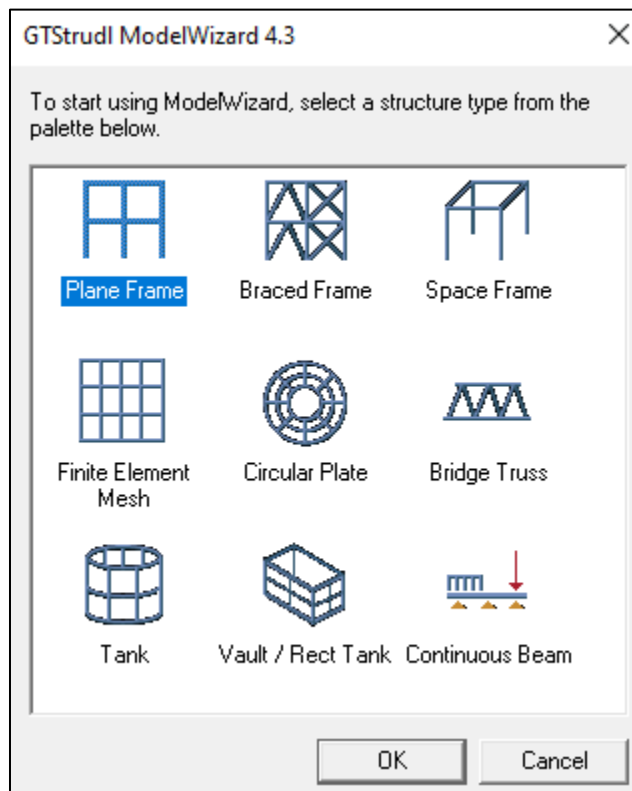 GTStrudl ModelWizard 4.3
To start using ModelWizard, select a structure type from the
palette below.
Plane Frame
Braced Frame
Space Frame
Finite Element
Mesh
Circular Plate
Bridge Truss
Tank
Vault / Rect Tank
Continuous Beam
OK
Cancel